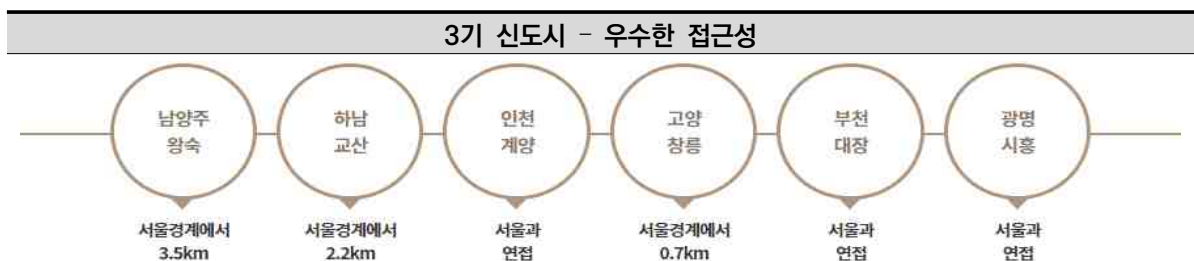 3기 신도시 - 우수한 접근성
남양주
왕숙
하남
교산
인천
계양
고양
창릉
부천
대장
광명
시흥
서울경계에서
3.5km
서울경계에서
2.2km
서울과
연접
서울경계에서
0.7km
서울과
연접
서울과
연접